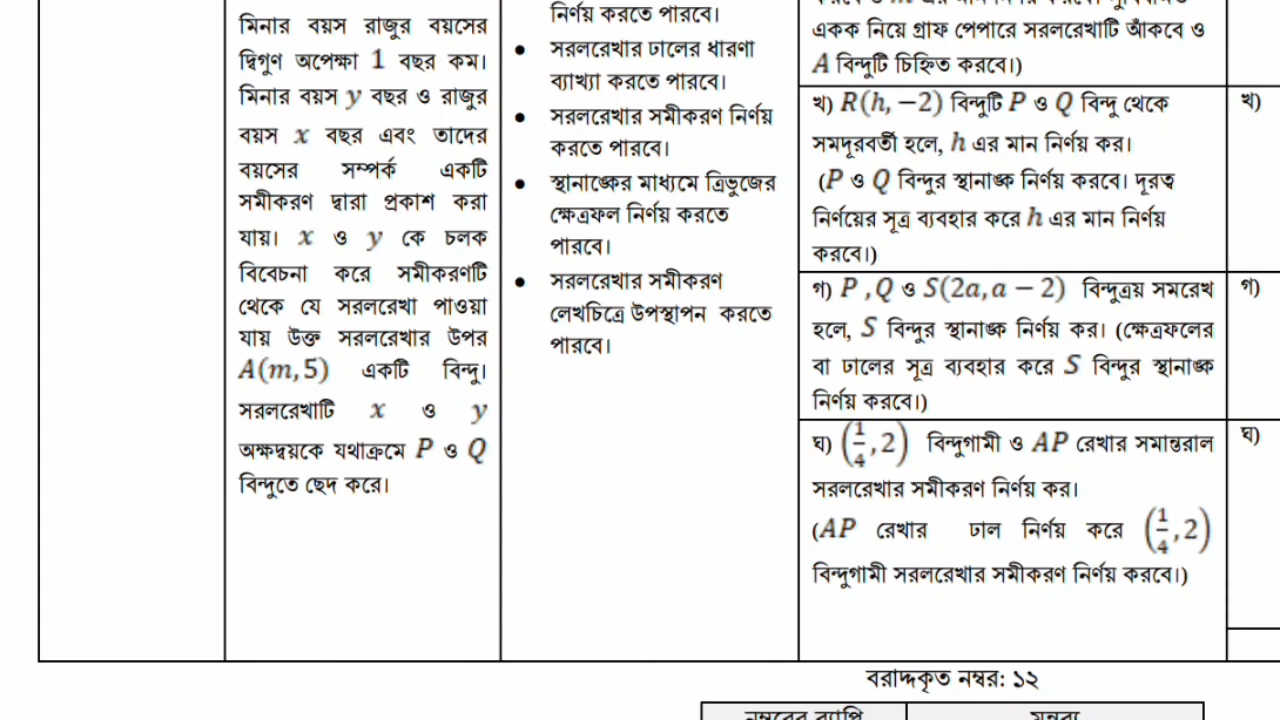 মিনার বয়স রাজুর বয়সের
দ্বিগুণ অপেক্ষা 1 বছর কম।
মিনার বয়স y বছর ও রাজুর
বয়স x বছর এবং তাদের
বয়সের সম্পর্ক একটি
সমীকরণ দ্বারা প্রকাশ করা
যায়। x ও y কে চলক
বিবেচনা করে সমীকরণটি
থেকে যে সরলরেখা পাওয়া
যায় উক্ত সরলরেখার উপর
A(m,5) একটি বিন্দু।
সরলরেখাটি x ও y
অক্ষদ্বয়কে যথাক্রমে P ও Q
বিন্দুতে ছেদ করে।
নির্ণয় করতে পারবে।
● সরলরেখার ঢালের ধারণা
ব্যাখ্যা করতে পারবে।
● সরলরেখার সমীকরণ নির্ণয়
করতে পারবে।
● স্থানাঙ্কের মাধ্যমে ত্রিভুজের
ক্ষেত্রফল নির্ণয় করতে
পারবে।
● সরলরেখার সমীকরণ
লেখচিত্রে উপস্থাপন করতে
পারবে।
একক নিয়ে গ্রাফ পেপারে সরলরেখাটি আঁকবে ও
A বিন্দুটি চিহ্নিত করবে।)
খ) R(h, −2) বিন্দুটি P ও Q বিন্দু থেকে
সমদূরবর্তী হলে, h এর মান নির্ণয় কর।
(P ও Q বিন্দুর স্থানাঙ্ক নির্ণয় করবে। দূরত্ব
নির্ণয়ের সূত্র ব্যবহার করে h এর মান নির্ণয়
করবে।)
গ) P ,Q ও S(2a, a − 2) বিন্দুত্রয় সমরেখ
হলে, S বিন্দুর স্থানাঙ্ক নির্ণয় কর। (ক্ষেত্রফলের
বা ঢালের সূত্র ব্যবহার করে S বিন্দুর স্থানাঙ্ক
নির্ণয় করবে।)
ঘ) (1/4, 2) বিন্দুগামী ও AP রেখার সমান্তরাল
সরলরেখার সমীকরণ নির্ণয় কর।
(AP রেখার ঢাল নির্ণয় করে (1/4, 2)
বিন্দুগামী সরলরেখার সমীকরণ নির্ণয় করবে।)
খ)
গ)
ঘ)
বরাদ্দকৃত নম্বর: ১২
নম্বরের ব্যাপ্তি মন্তব্য